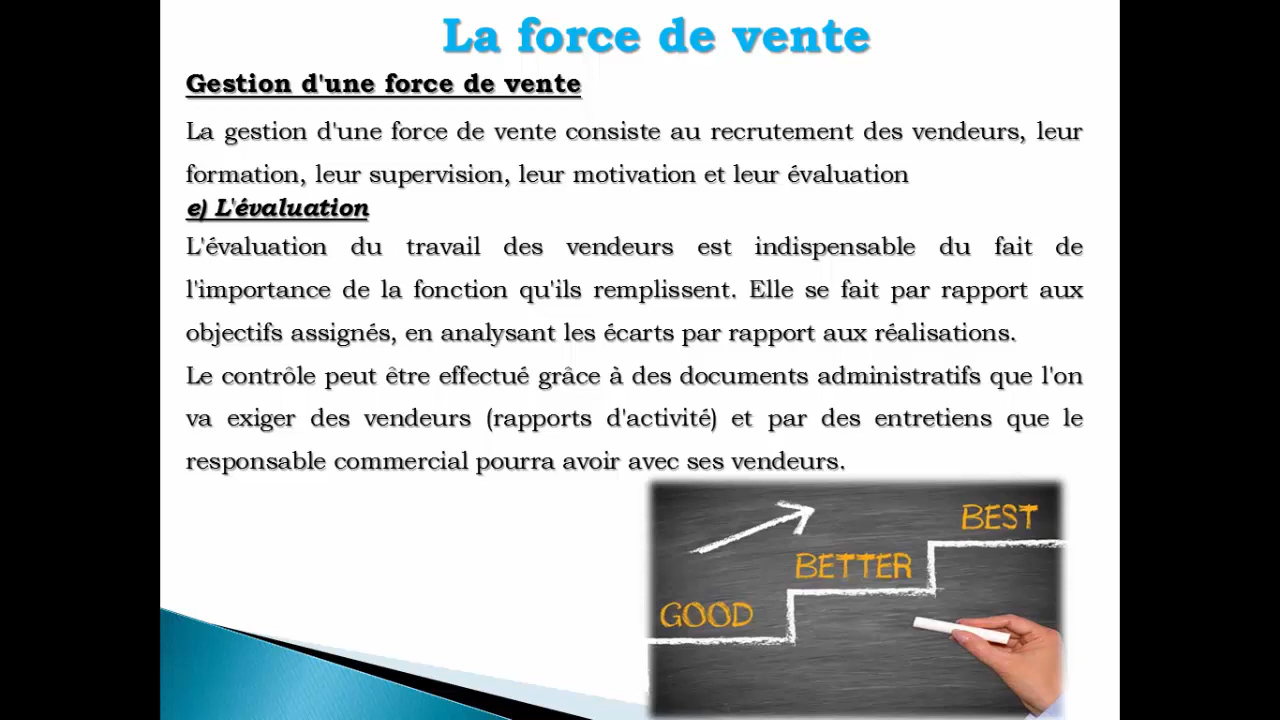 La force de vente
Gestion d'une force de vente
La gestion d'une force de vente consiste au recrutement des vendeurs, leur
formation, leur supervision, leur motivation et leur évaluation
e) L'évaluation
L'évaluation du travail des vendeurs est indispensable du fait de
l'importance de la fonction qu'ils remplissent. Elle se fait par rapport aux
objectifs assignés, en analysant les écarts par rapport aux réalisations.
Le contrôle peut être effectué grâce à des documents administratifs que l'on
va exiger des vendeurs (rapports d'activité) et par des entretiens que le
responsable commercial pourra avoir avec ses vendeurs.
BEST
BETTER
GOOD